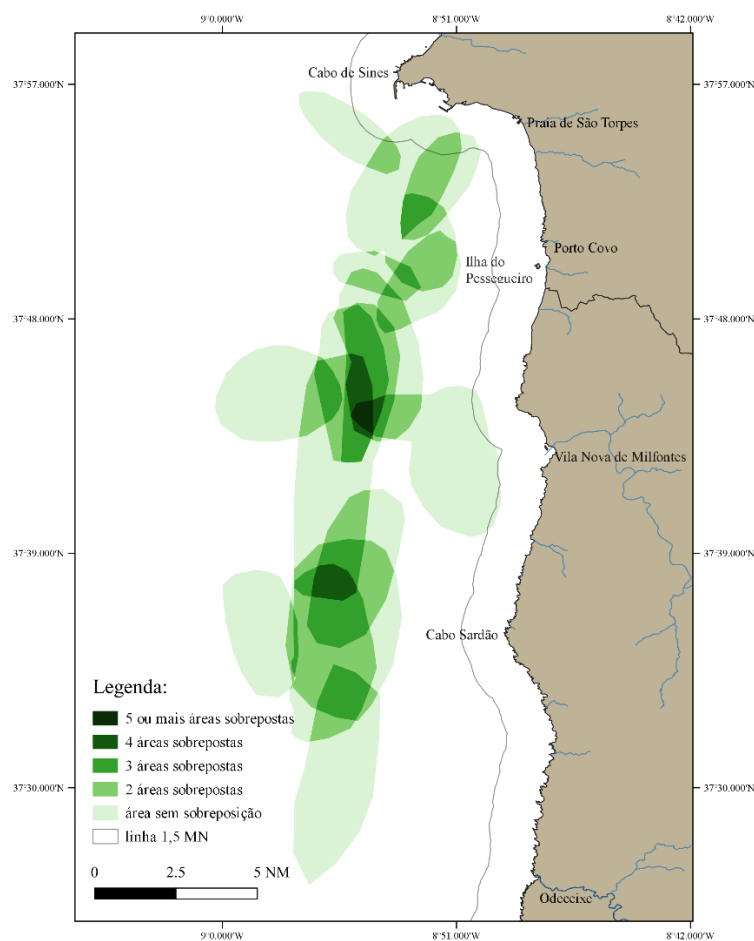 9°0.000'W
8°51.000'W
8°42.000'W
37°57.000'N
37°57.000'N
Cabo de Sines
Praia de São Torpes
Porto Covo
Ilha do
Pessegueiro
37°48.000'N
37°48.000'N
Vila Nova de Milfontes
37°39.000'N
37°39.000'N
Cabo Sardão
Legenda:
5 ou mais áreas sobrepostas
4 áreas sobrepostas
3 áreas sobrepostas
2 áreas sobrepostas
área sem sobreposição
linha 1,5 MN
37°30.000'N
37°30.000'N
0 2.5 5 NM
Odeceixe
9°0.000'W
8°51.000'W
8°42.000'W